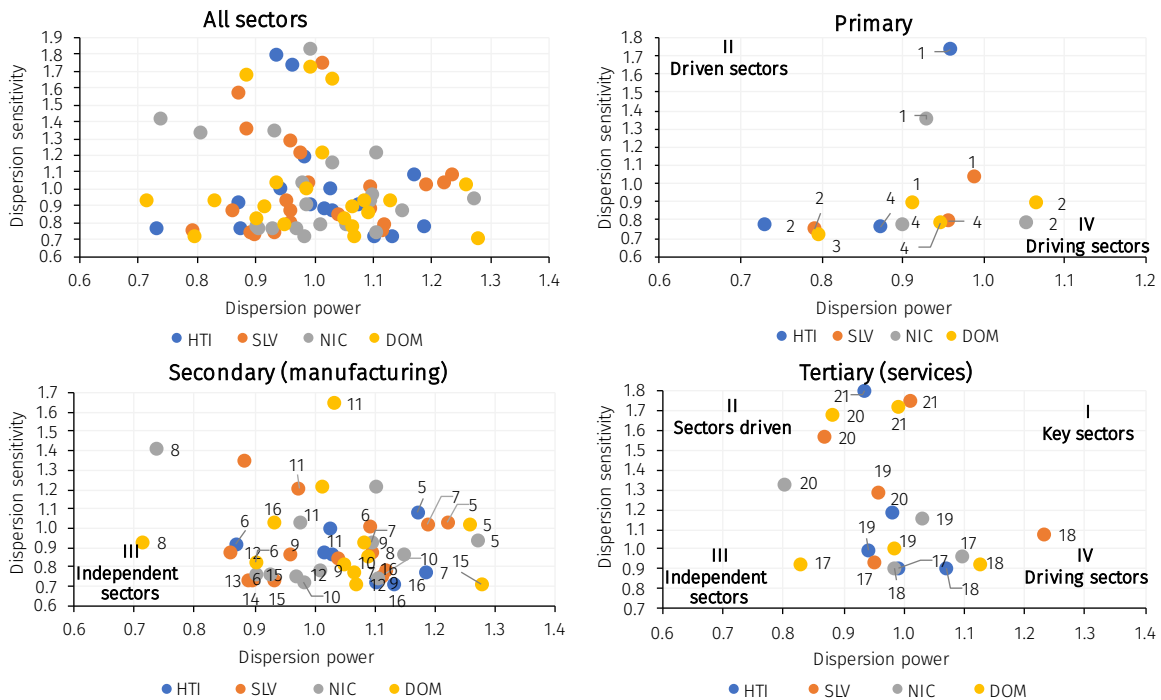 All sectors
Dispersion sensitivity
1.9
1.8
1.7
1.6
1.5
1.4
1.3
1.2
1.1
1.0
0.9
0.8
0.7
0.6
0.6 0.7 0.8 0.9 1.0 1.1 1.2 1.3 1.4
Dispersion power
HTI SLV NIC DOM
Primary
Dispersion sensitivity
1.8
1.7
1.6
1.5
1.4
1.3
1.2
1.1
1.0
0.9
0.8
0.7
0.6
II
Driven sectors
1
1
1
1
2 4 2
2 4 4 2
3 4
IV
Driving sectors
0.6 0.7 0.8 0.9 1.0 1.1 1.2
Dispersion power
HTI SLV NIC DOM
Secondary (manufacturing)
Dispersion sensitivity
1.7
1.6
1.5
1.4
1.3
1.2
1.1
1.0
0.9
0.8
0.7
0.6
11
8
11
5 7 5
16 11 6 7
6 5
8 11 9
12 6 9 8
10 10 15
13 6 15 12 9 16 7
14 15 10 12 9 16
16
III
Independent
sectors
0.6 0.7 0.8 0.9 1.0 1.1 1.2 1.3 1.4
Dispersion power
HTI SLV NIC DOM
Tertiary (services)
Dispersion sensitivity
1.8
1.7
1.6
1.5
1.4
1.3
1.2
1.1
1.0
0.9
0.8
0.7
II
Sectors driven
I
Key sectors
21 21
20 21
20
20 19
20
19
19 19 18
17 17 17 17 18
18 18
III
Independent
sectors
IV
Driving sectors
0.6 0.7 0.8 0.9 1.0 1.1 1.2 1.3 1.4
Dispersion power
HTI SLV NIC DOM